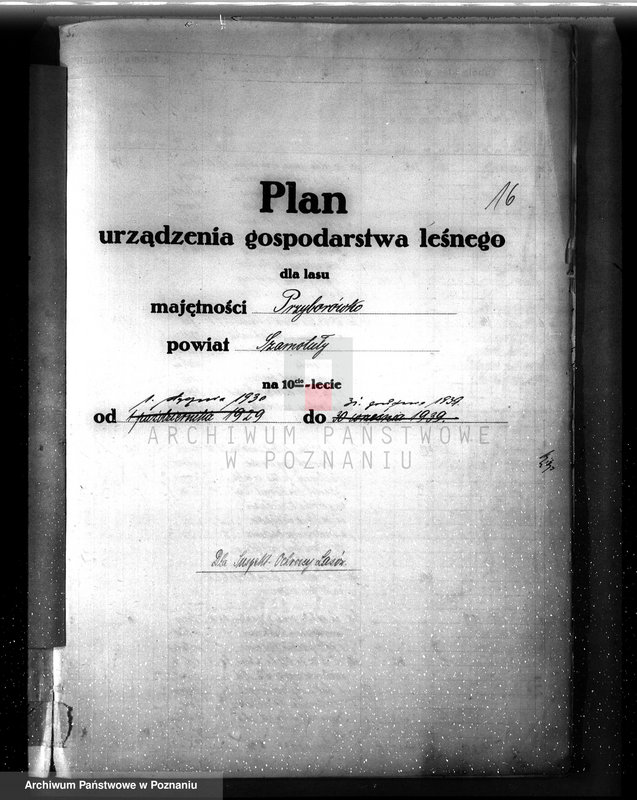 16
Plan
urządzenia gospodarstwa leśnego
dla lasu
majętności Przyborówko
powiat Szamotuły
na 10cio-lecie
1. stycznia 1930 31. grudnia 1939.
od 1 października 1929 do 30 września 1939.
ARCHIWUM PAŃSTWOWE
W POZNANIU
Dla Inspekt. Ochrony Lasów.
Archiwum Państwowe w Poznaniu